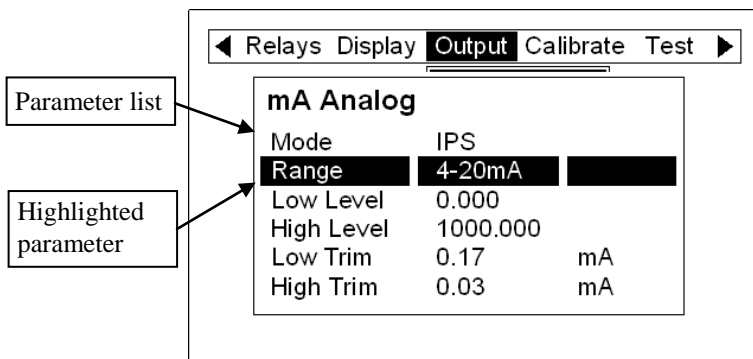 Relays Display Output Calibrate Test
Parameter list
mA Analog
Mode IPS
Range 4-20mA
Highlighted
parameter
Low Level 0.000
High Level 1000.000
Low Trim 0.17 mA
High Trim 0.03 mA